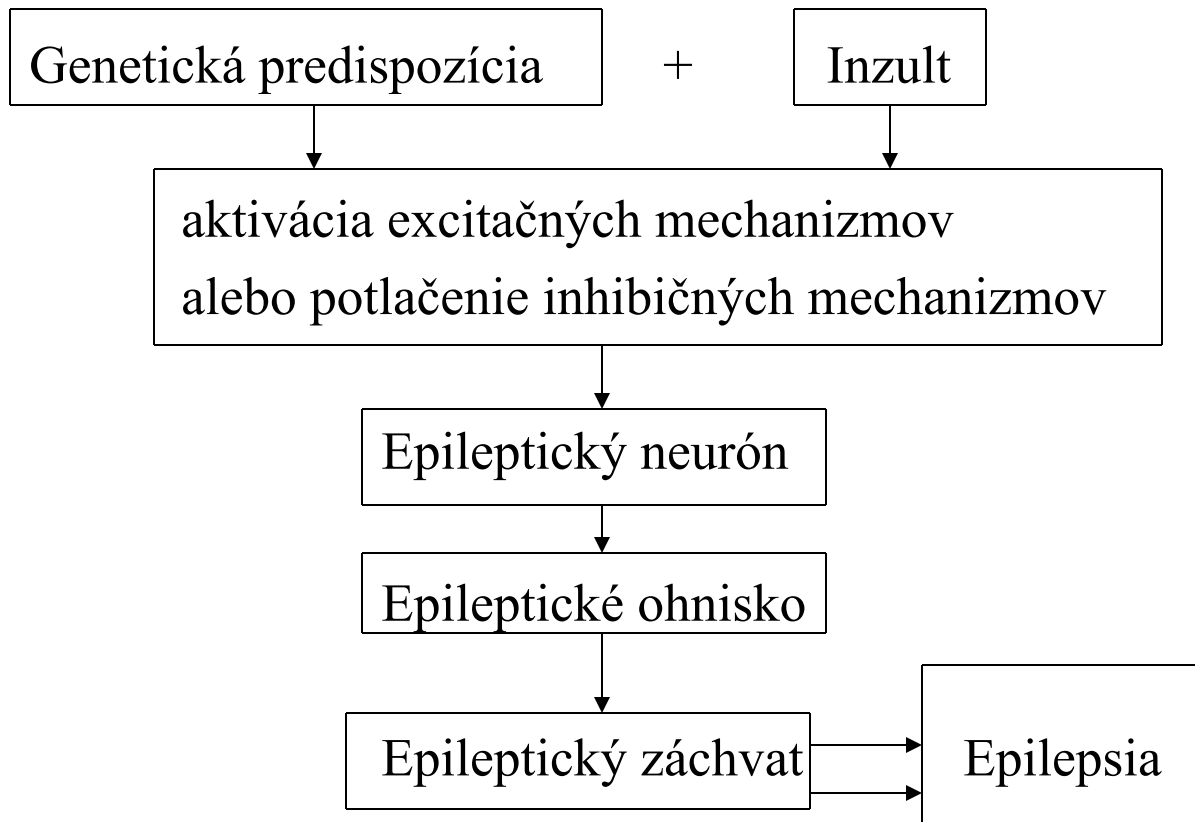 Genetická predispozícia + Inzult
aktivácia excitačných mechanizmov
alebo potlačenie inhibičných mechanizmov
Epileptický neurón
Epileptické ohnisko
Epileptický záchvat
Epilepsia